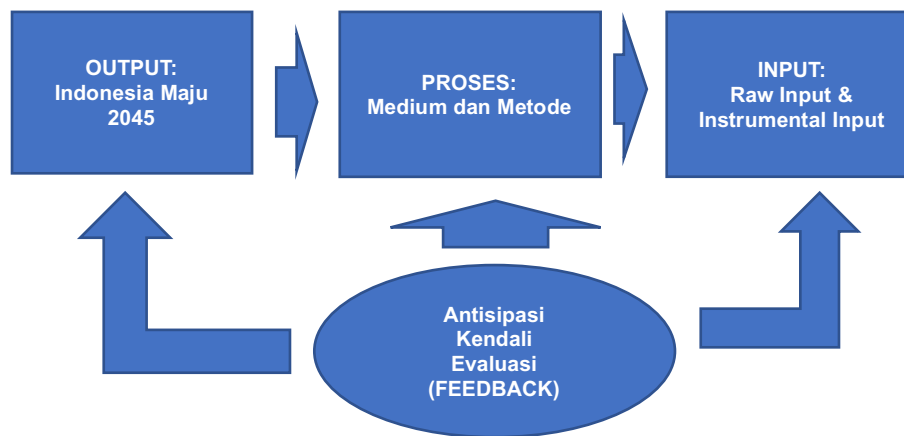 OUTPUT:
Indonesia Maju
2045
PROSES:
Medium dan Metode
INPUT:
Raw Input &
Instrumental Input
Antisipasi
Kendali
Evaluasi
(FEEDBACK)